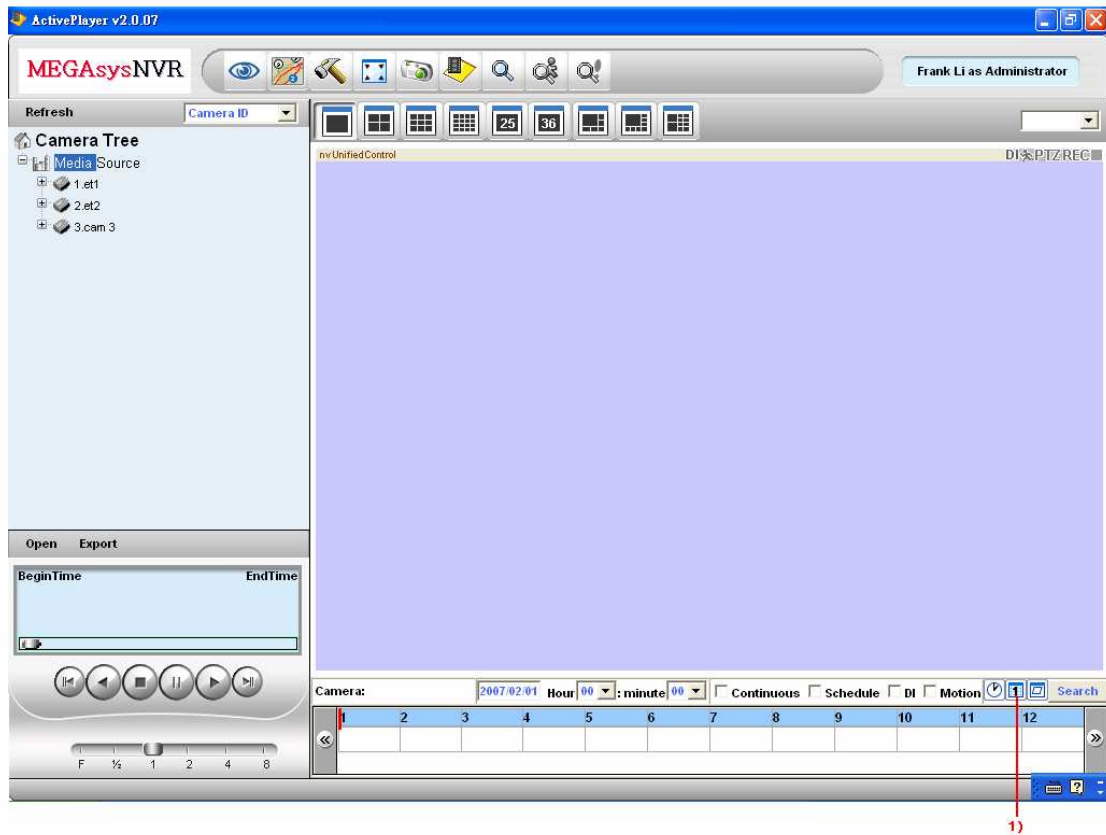 ActivePlayer v2.0.07
MEGAsysNVR
Frank Li as Administrator
Refresh
Camera ID
25
36
Camera Tree
Media Source
1.et1
2.et2
3.cam 3
nvUnifiedControl
DI PTZ REC
Open Export
BeginTime EndTime
F ½ 1 2 4 8
Camera: 2007/02/01 Hour 00 : minute 00 Continuous Schedule DI Motion 1 Search
1 2 3 4 5 6 7 8 9 10 11 12
1)